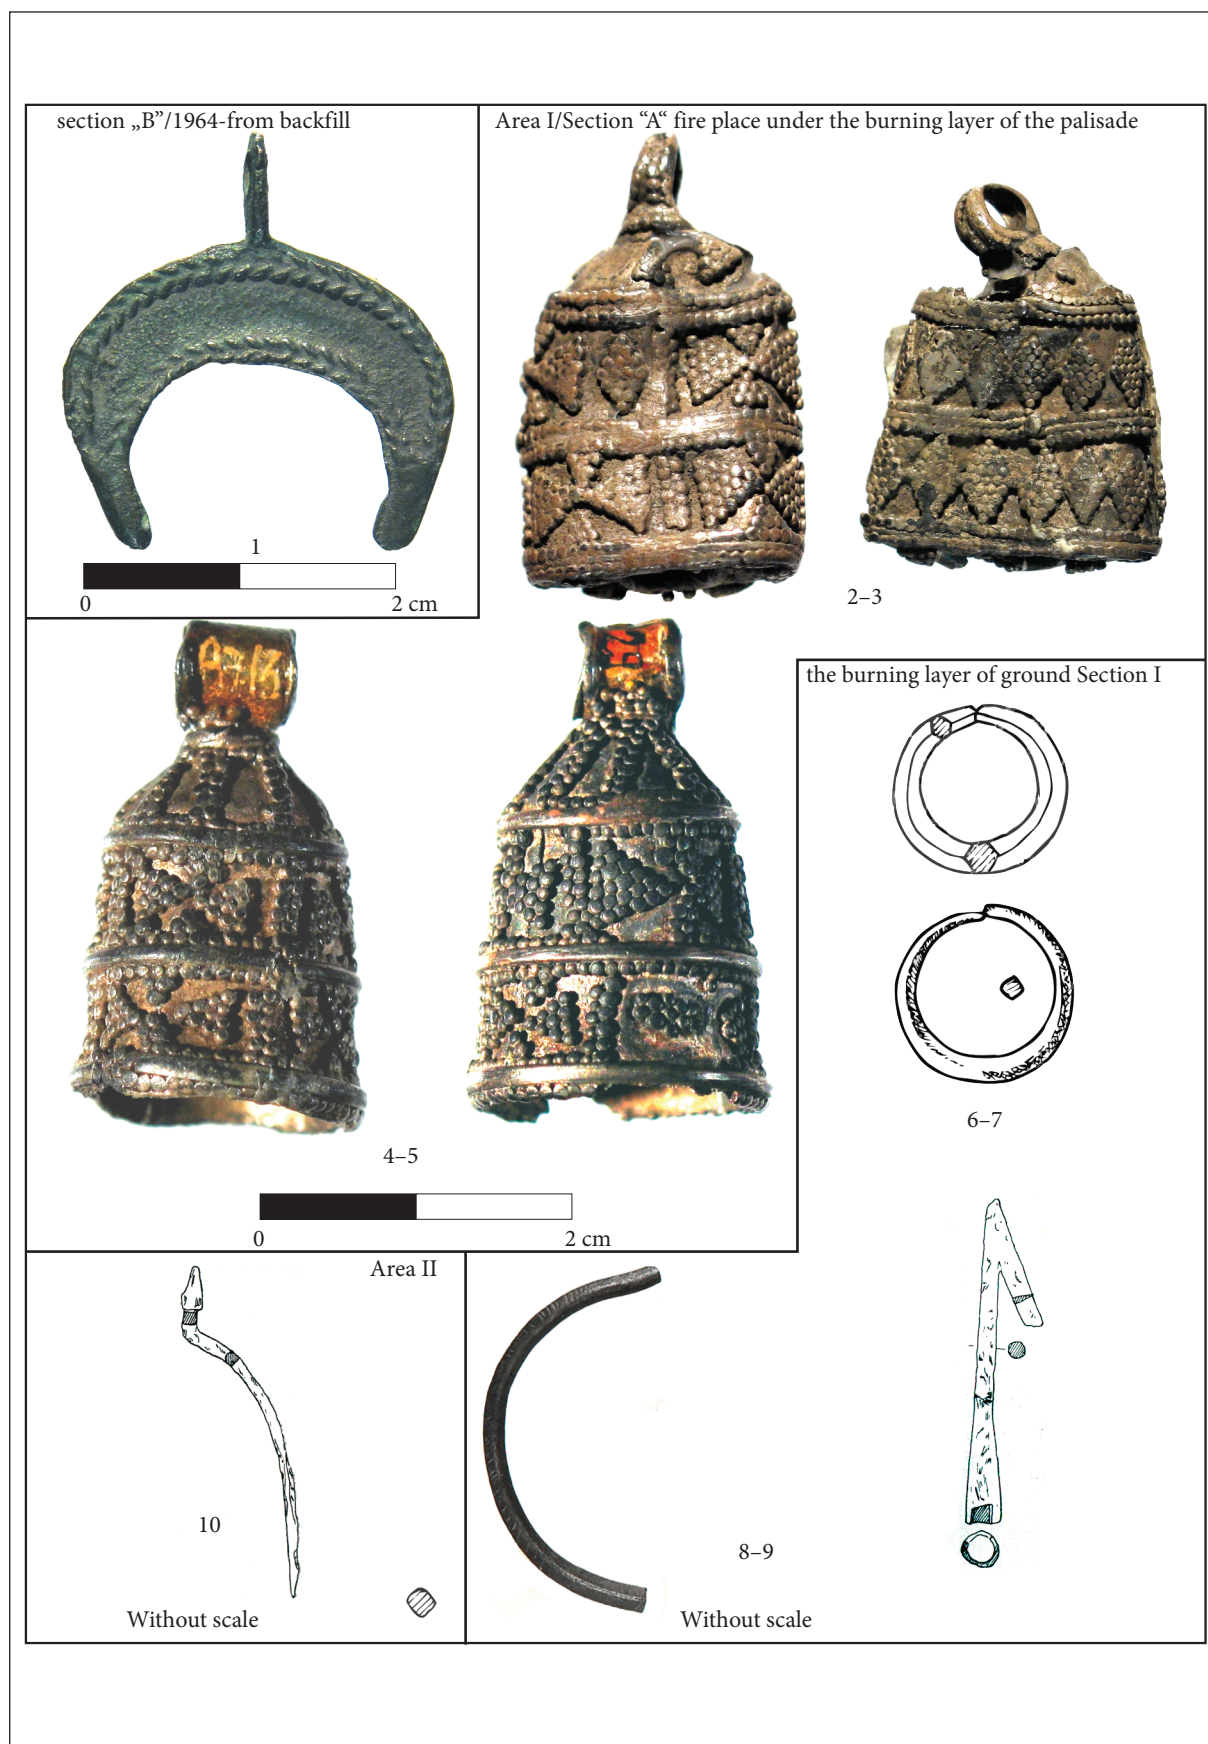 section „B”/1964-from backfill
Area I/Section “A“ fire place under the burning layer of the palisade
1
0 2 cm
2–3
the burning layer of ground Section I
4–5
0 2 cm
6–7
Area II
10
Without scale
8–9
Without scale